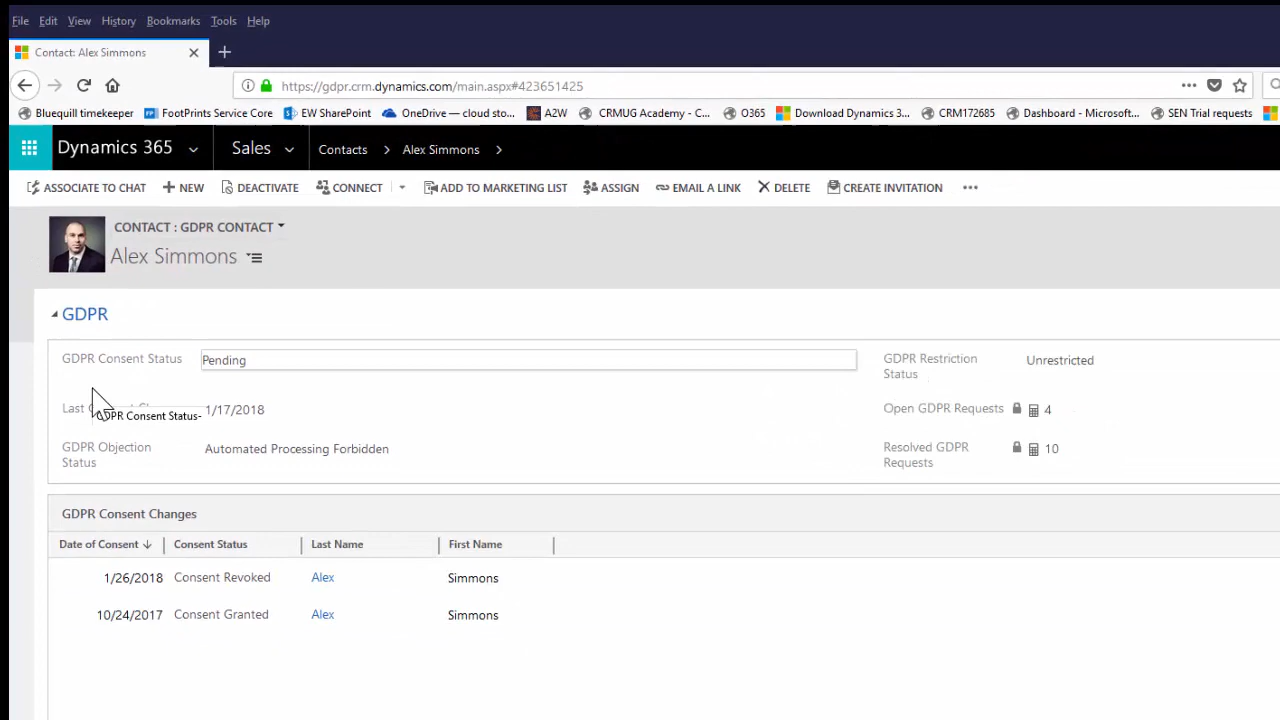 File Edit View History Bookmarks Tools Help
Contact: Alex Simmons
https://gdpr.crm.dynamics.com/main.aspx#423651425
Bluequill timekeeper FootPrints Service Core EW SharePoint OneDrive — cloud sto... A2W CRMUG Academy - C... O365 Download Dynamics 3... CRM172685 Dashboard - Microsoft... SEN Trial requests
Dynamics 365 Sales Contacts > Alex Simmons >
ASSOCIATE TO CHAT + NEW DEACTIVATE CONNECT ADD TO MARKETING LIST ASSIGN EMAIL A LINK DELETE CREATE INVITATION ...
CONTACT : GDPR CONTACT
Alex Simmons
GDPR
GDPR Consent Status Pending GDPR Restriction Status Unrestricted
Last 1/17/2018 Open GDPR Requests 4
GDPR Consent Status-
GDPR Objection Status Automated Processing Forbidden Resolved GDPR Requests 10
GDPR Consent Changes
Date of Consent ↓ Consent Status Last Name First Name
1/26/2018 Consent Revoked Alex Simmons
10/24/2017 Consent Granted Alex Simmons